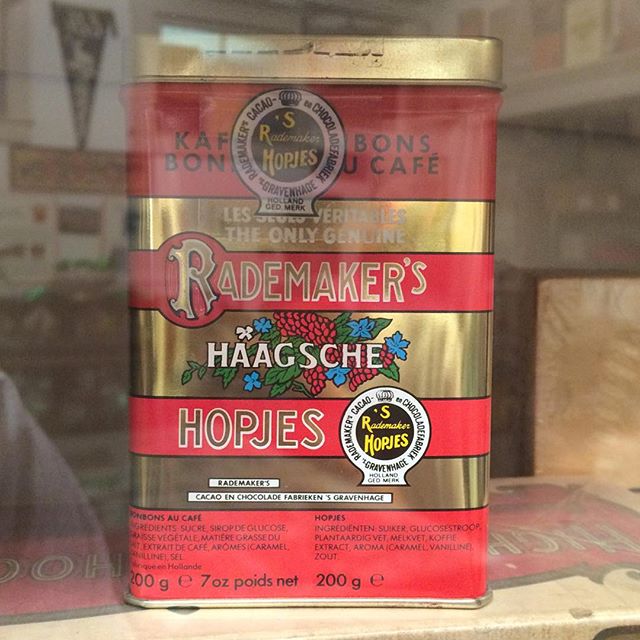 'S
Rademaker
HOPJES
RADEMAKER'S CACAO- en CHOCOLADEFABRIEK
'S GRAVENHAGE
HOLLAND
GED. MERK
BONS
AU CAFÉ
LES SEULS VÉRITABLES
THE ONLY GENUINE
RADEMAKER'S
HAAGSCHE
HOPJES
'S
Rademaker
HOPJES
RADEMAKER'S CACAO- en CHOCOLADEFABRIEK
'S GRAVENHAGE
HOLLAND
GED. MERK
RADEMAKER'S
CACAO EN CHOCOLADE FABRIEKEN 'S GRAVENHAGE
BONBONS AU CAFÉ
INGRÉDIENTS: SUCRE, SIROP DE GLUCOSE,
GRAISSE VÉGÉTALE, MATIÈRE GRASSE DU
LAIT, EXTRAIT DE CAFÉ, ARÔMES (CARAMEL,
VANILLINE), SEL.
Fabriqué en Hollande
HOPJES
INGREDIËNTEN: SUIKER, GLUCOSESTROOP,
PLANTAARDIG VET, MELKVET, KOFFIE
EXTRACT, AROMA (CARAMEL, VANILLINE),
ZOUT.
200 g e 7oz poids net 200 g e